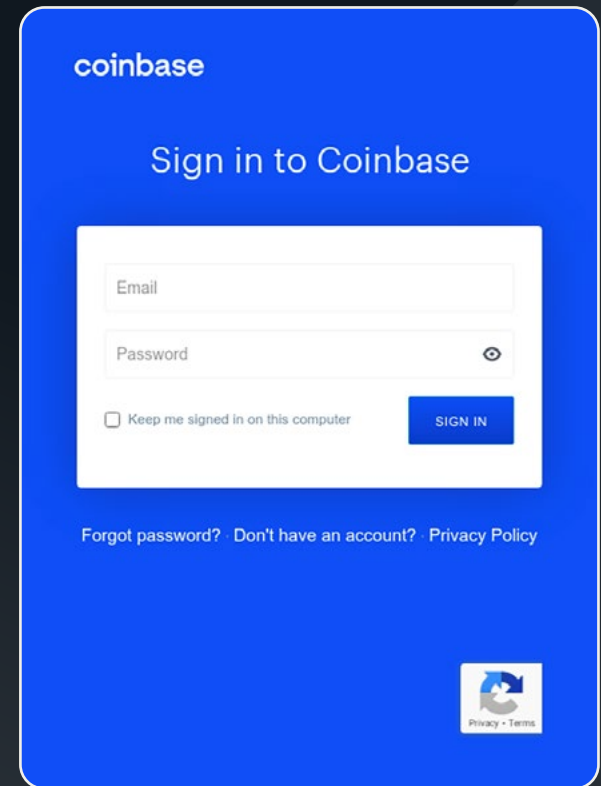 coinbase
Sign in to Coinbase
Email
Password
Keep me signed in on this computer
SIGN IN
Forgot password? · Don't have an account? · Privacy Policy
Privacy • Terms